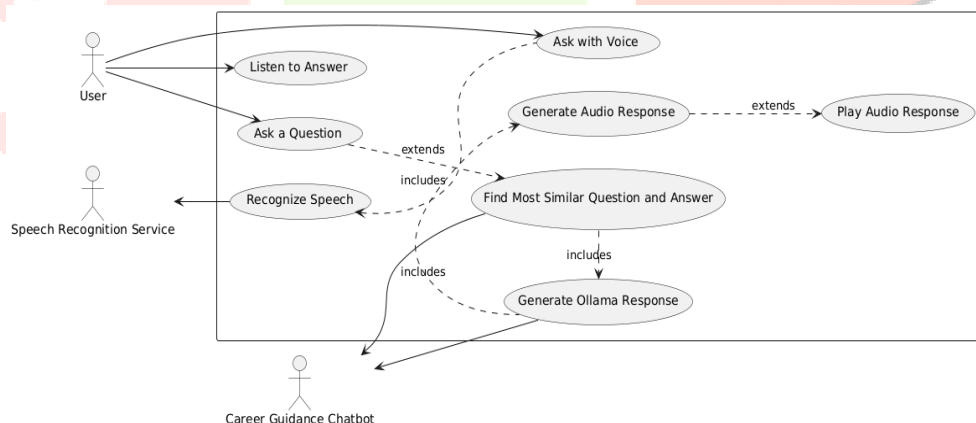 Ask with Voice
User
Listen to Answer
Generate Audio Response
extends
Play Audio Response
Ask a Question
extends
includes
Recognize Speech
Find Most Similar Question and Answer
Speech Recognition Service
includes
includes
Generate Ollama Response
Career Guidance Chatbot